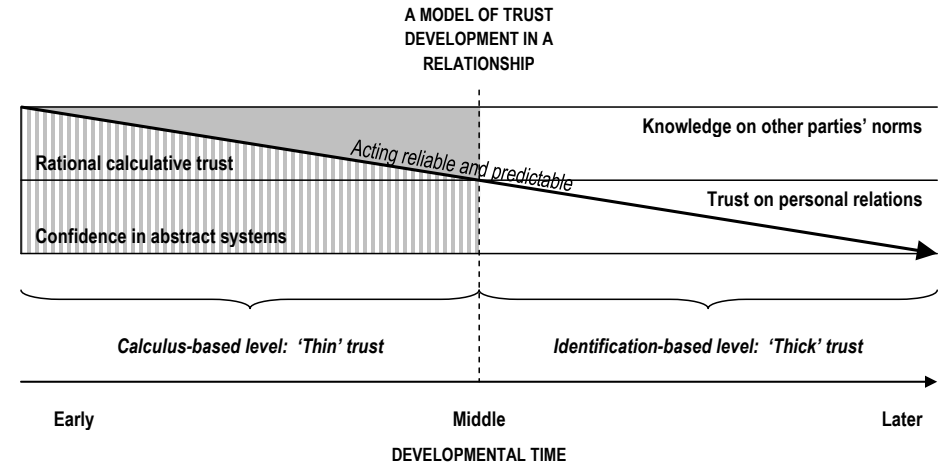 A MODEL OF TRUST
DEVELOPMENT IN A
RELATIONSHIP
Knowledge on other parties’ norms
Acting reliable and predictable
Rational calculative trust
Trust on personal relations
Confidence in abstract systems
Calculus-based level: ‘Thin’ trust
Identification-based level: ‘Thick’ trust
Early
Middle
Later
DEVELOPMENTAL TIME